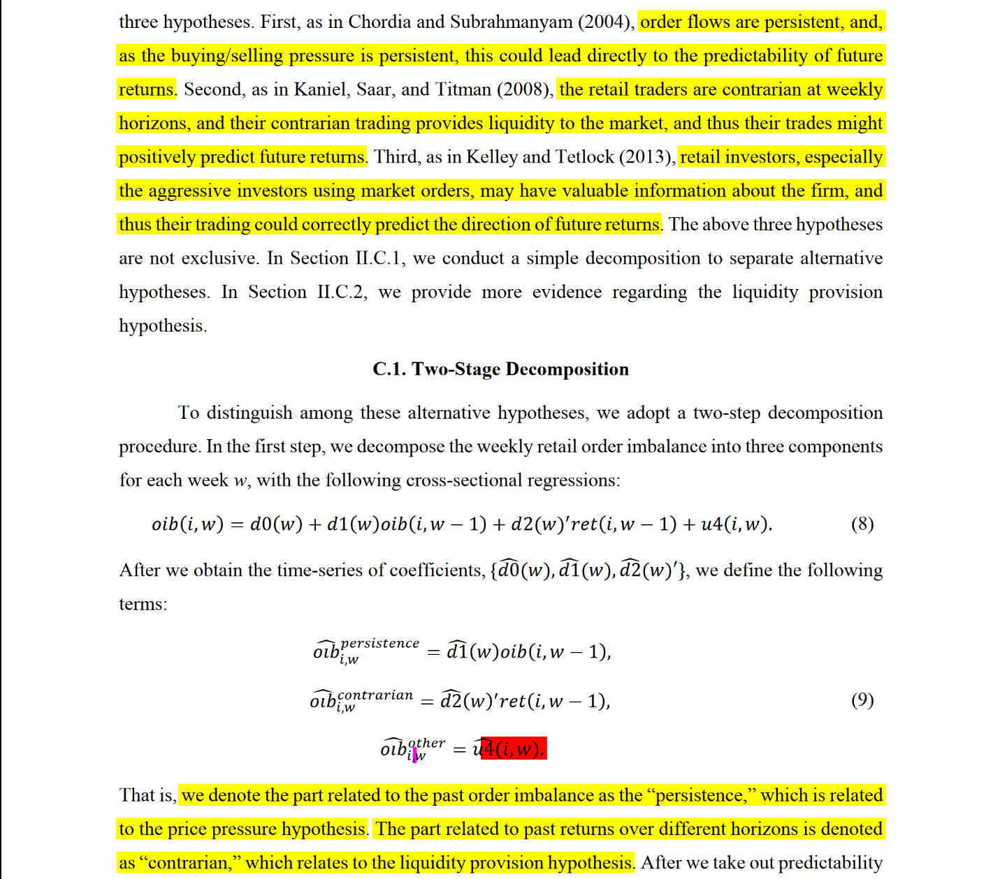 three hypotheses. First, as in Chordia and Subrahmanyam (2004), order flows are persistent, and,
as the buying/selling pressure is persistent, this could lead directly to the predictability of future
returns. Second, as in Kaniel, Saar, and Titman (2008), the retail traders are contrarian at weekly
horizons, and their contrarian trading provides liquidity to the market, and thus their trades might
positively predict future returns. Third, as in Kelley and Tetlock (2013), retail investors, especially
the aggressive investors using market orders, may have valuable information about the firm, and
thus their trading could correctly predict the direction of future returns. The above three hypotheses
are not exclusive. In Section II.C.1, we conduct a simple decomposition to separate alternative
hypotheses. In Section II.C.2, we provide more evidence regarding the liquidity provision
hypothesis.
C.1. Two-Stage Decomposition
To distinguish among these alternative hypotheses, we adopt a two-step decomposition
procedure. In the first step, we decompose the weekly retail order imbalance into three components
for each week w, with the following cross-sectional regressions:
oib(i, w) = d0(w) + d1(w)oib(i, w − 1) + d2(w)′ret(i, w − 1) + u4(i, w). (8)
After we obtain the time-series of coefficients, {d̂0(w), d̂1(w), d̂2(w)′}, we define the following
terms:
\widehat{oib}_{i,w}^{persistence} = \widehat{d1}(w)oib(i, w − 1),
\widehat{oib}_{i,w}^{contrarian} = \widehat{d2}(w)′ret(i, w − 1), (9)
\widehat{oib}_{i,w}^{other} = \widehat{u4}(i, w).
That is, we denote the part related to the past order imbalance as the “persistence,” which is related
to the price pressure hypothesis. The part related to past returns over different horizons is denoted
as “contrarian,” which relates to the liquidity provision hypothesis. After we take out predictability